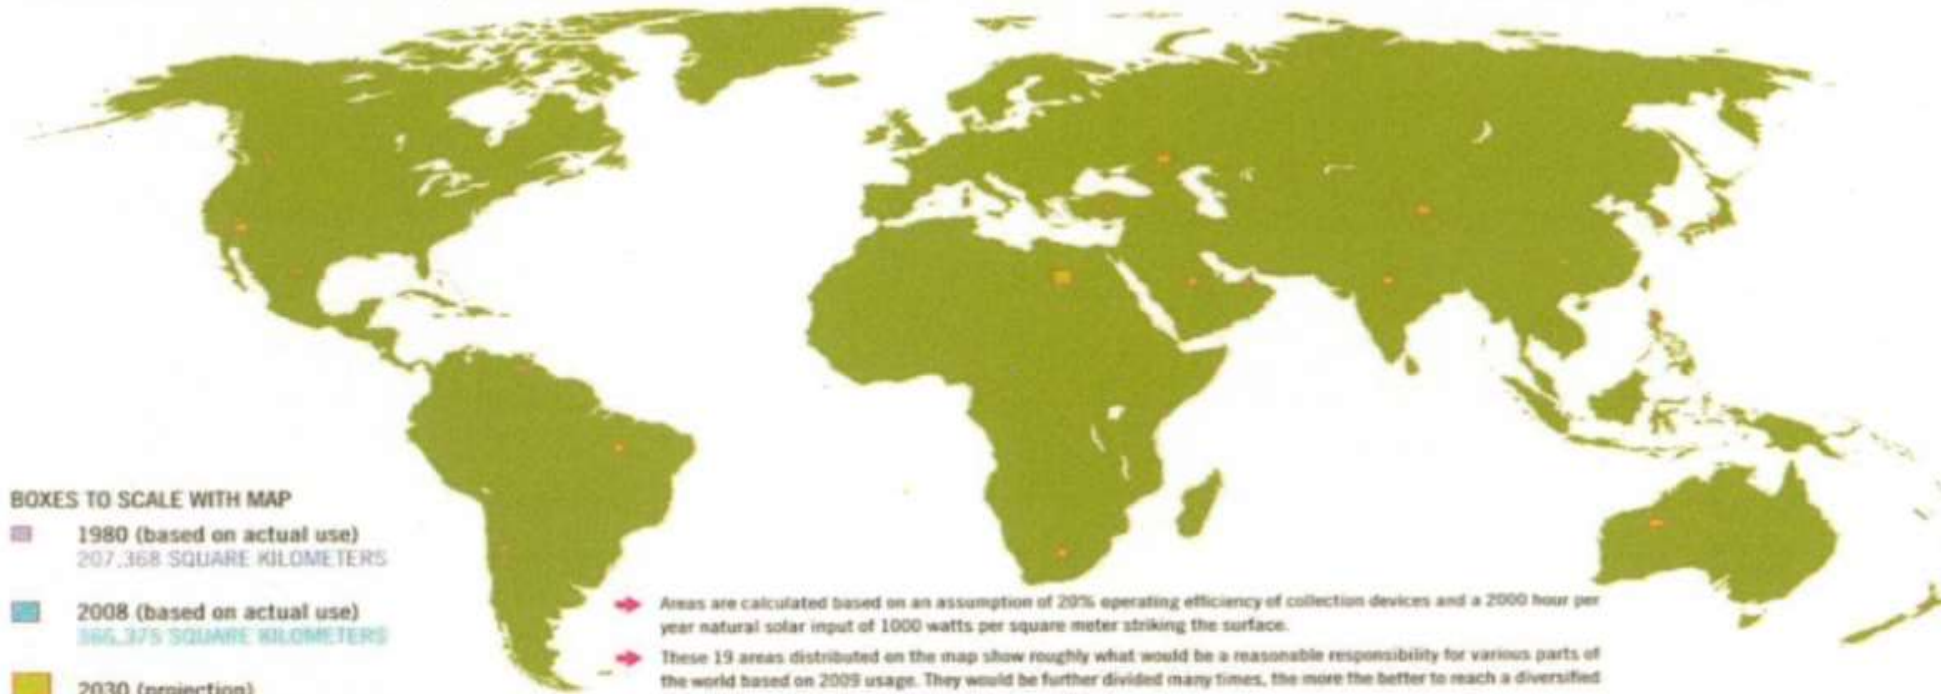 BOXES TO SCALE WITH MAP
1980 (based on actual use)
207,368 SQUARE KILOMETERS
2008 (based on actual use)
366,375 SQUARE KILOMETERS
2030 (projection)
Areas are calculated based on an assumption of 20% operating efficiency of collection devices and a 2000 hour per
year natural solar input of 1000 watts per square meter striking the surface.
These 19 areas distributed on the map show roughly what would be a reasonable responsibility for various parts of
the world based on 2009 usage. They would be further divided many times, the more the better to reach a diversified